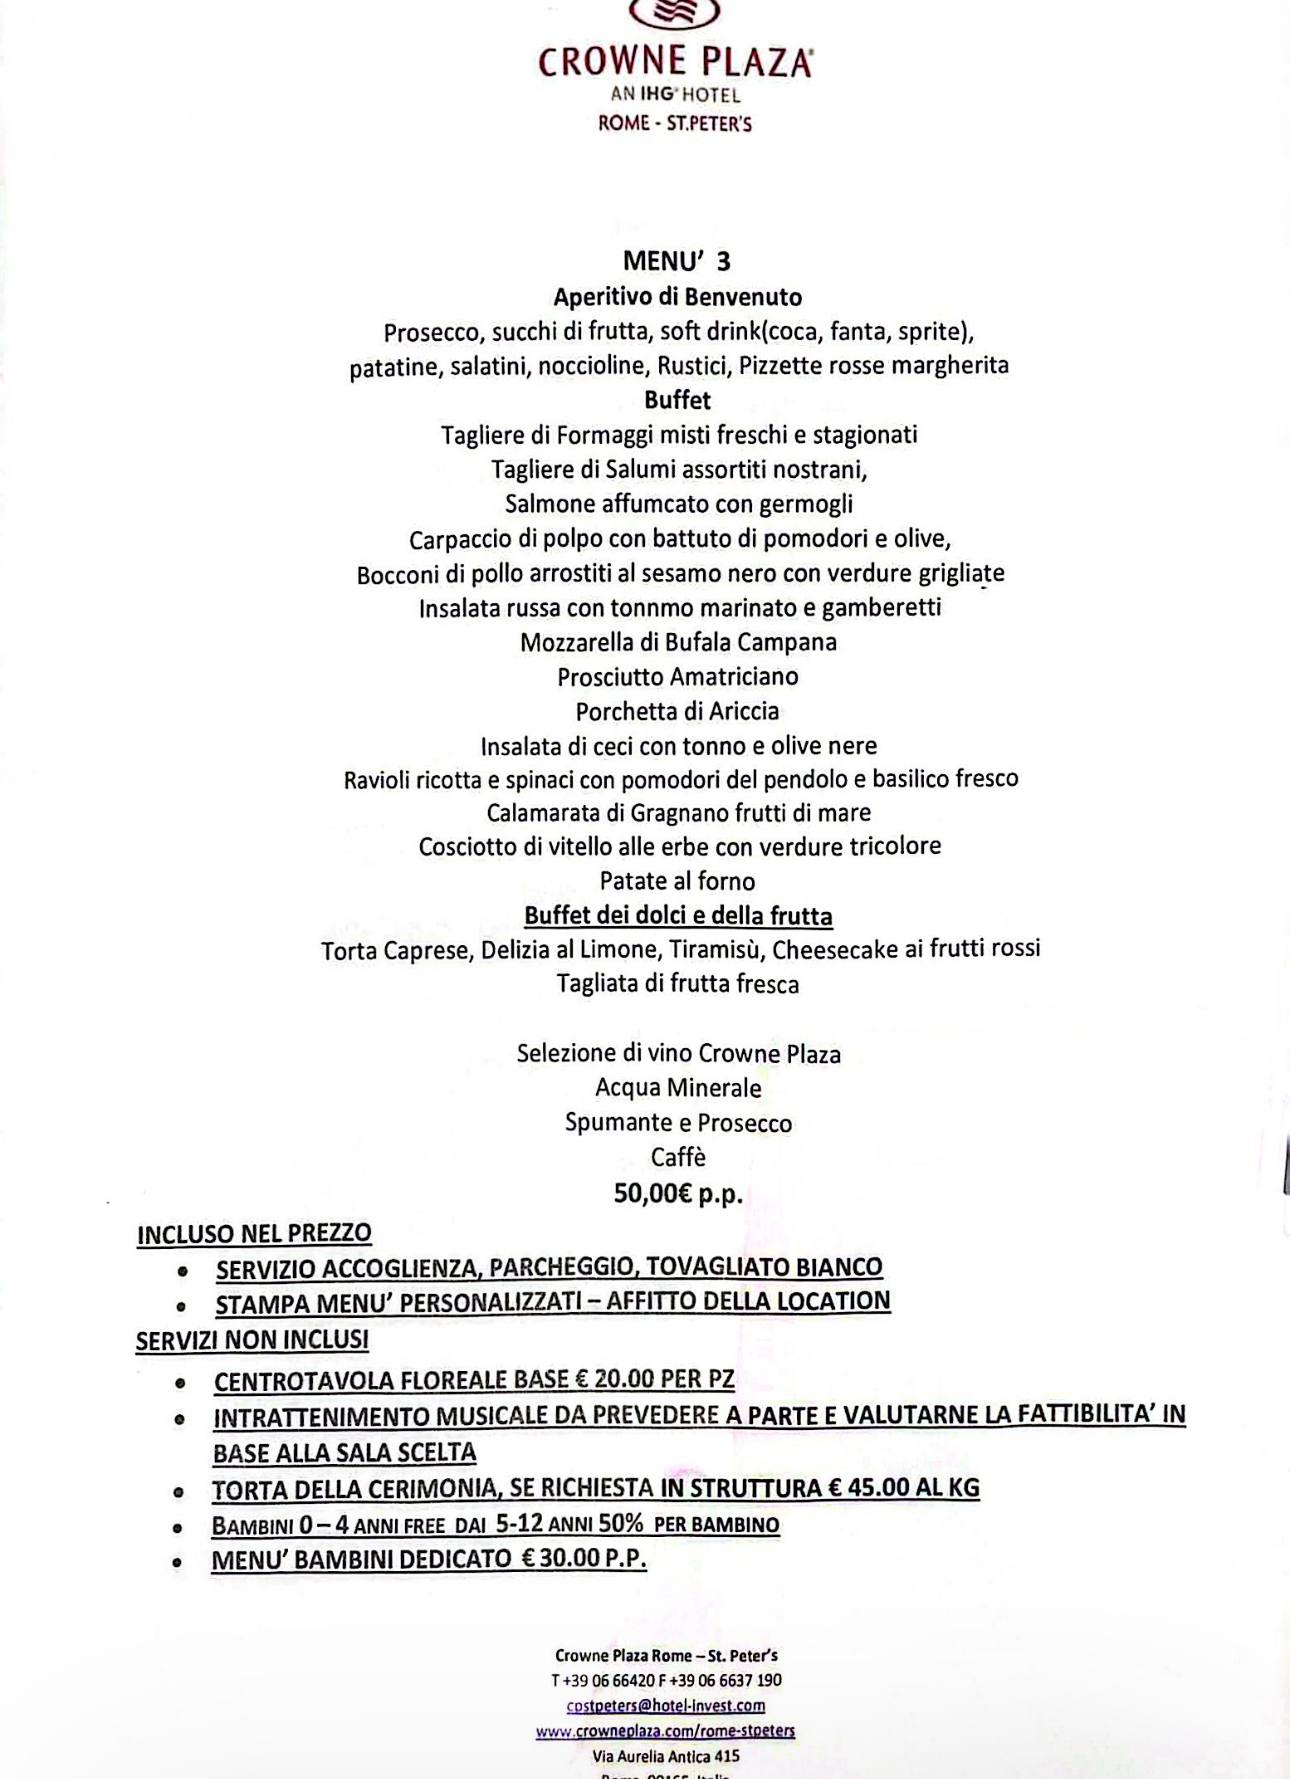 CROWNE PLAZA
AN IHG HOTEL
ROME - ST.PETER'S
MENU' 3
Aperitivo di Benvenuto
Prosecco, succhi di frutta, soft drink(coca, fanta, sprite),
patatine, salatini, noccioline, Rustici, Pizzette rosse margherita
Buffet
Tagliere di Formaggi misti freschi e stagionati
Tagliere di Salumi assortiti nostrani,
Salmone affumcato con germogli
Carpaccio di polpo con battuto di pomodori e olive,
Bocconi di pollo arrostiti al sesamo nero con verdure grigliate
Insalata russa con tonnmo marinato e gamberetti
Mozzarella di Bufala Campana
Prosciutto Amatriciano
Porchetta di Ariccia
Insalata di ceci con tonno e olive nere
Ravioli ricotta e spinaci con pomodori del pendolo e basilico fresco
Calamarata di Gragnano frutti di mare
Cosciotto di vitello alle erbe con verdure tricolore
Patate al forno
Buffet dei dolci e della frutta
Torta Caprese, Delizia al Limone, Tiramisù, Cheesecake ai frutti rossi
Tagliata di frutta fresca
Selezione di vino Crowne Plaza
Acqua Minerale
Spumante e Prosecco
Caffè
50,00€ p.p.
INCLUSO NEL PREZZO
• SERVIZIO ACCOGLIENZA, PARCHEGGIO, TOVAGLIATO BIANCO
• STAMPA MENU' PERSONALIZZATI – AFFITTO DELLA LOCATION
SERVIZI NON INCLUSI
• CENTROTAVOLA FLOREALE BASE € 20.00 PER PZ
• INTRATTENIMENTO MUSICALE DA PREVEDERE A PARTE E VALUTARNE LA FATTIBILITA' IN
BASE ALLA SALA SCELTA
• TORTA DELLA CERIMONIA, SE RICHIESTA IN STRUTTURA € 45.00 AL KG
• BAMBINI 0 – 4 ANNI FREE DAI 5-12 ANNI 50% PER BAMBINO
• MENU' BAMBINI DEDICATO € 30.00 P.P.
Crowne Plaza Rome – St. Peter's
T +39 06 66420 F +39 06 6637 190
cpstpeters@hotel-invest.com
www.crowneplaza.com/rome-stpeters
Via Aurelia Antica 415